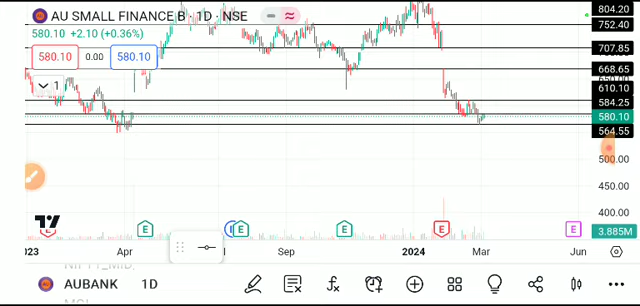 AU SMALL FINANCE B · 1D · NSE
580.10 +2.10 (+0.36%)
580.10 0.00 580.10
1
804.20
752.40
707.85
668.65
610.10
584.25
580.10
564.55
500.00
450.00
400.00
3.885M
E E E E E E
2023 Apr Sep 2024 Mar Jun
NIFTY_MID
AUBANK 1D